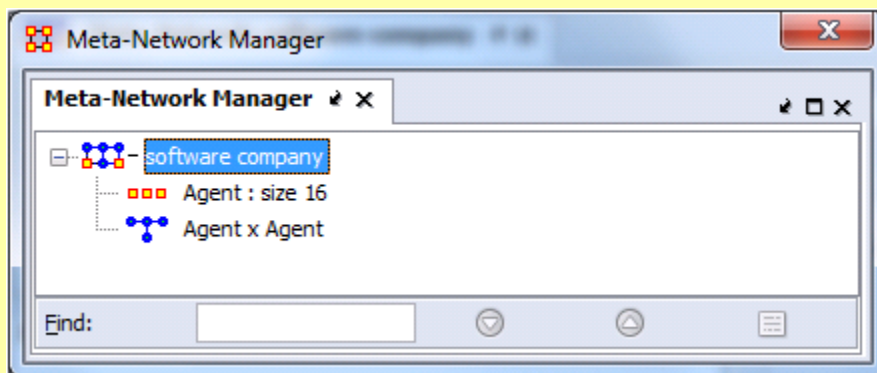 Meta-Network Manager
Meta-Network Manager
software company
Agent : size 16
Agent x Agent
Find: